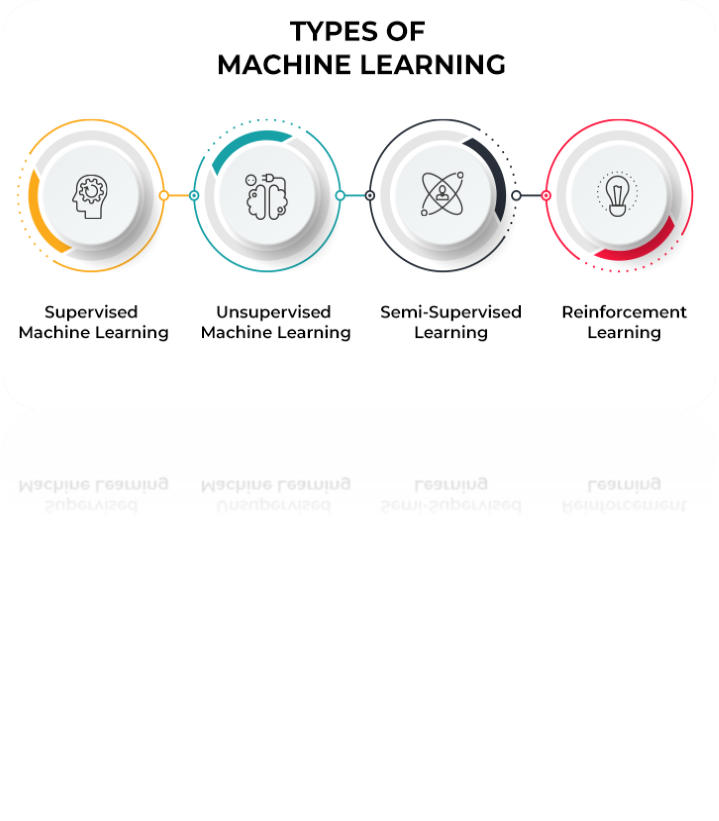 TYPES OF
MACHINE LEARNING
Supervised
Machine Learning
Unsupervised
Machine Learning
Semi-Supervised
Learning
Reinforcement
Learning